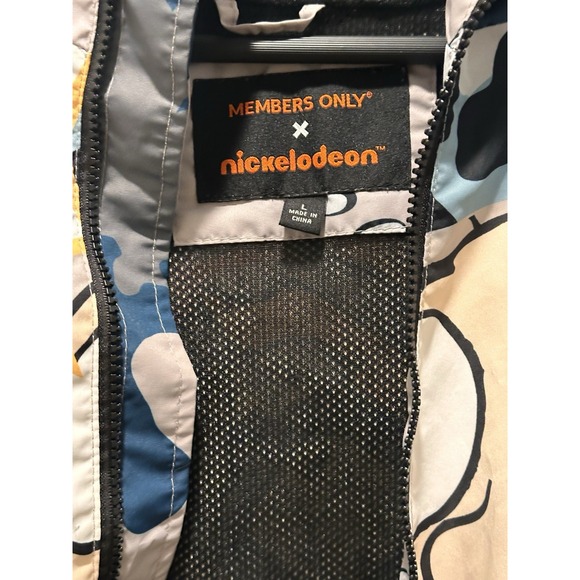 MEMBERS ONLY®
X
nickelodeon™
L
MADE IN
CHINA